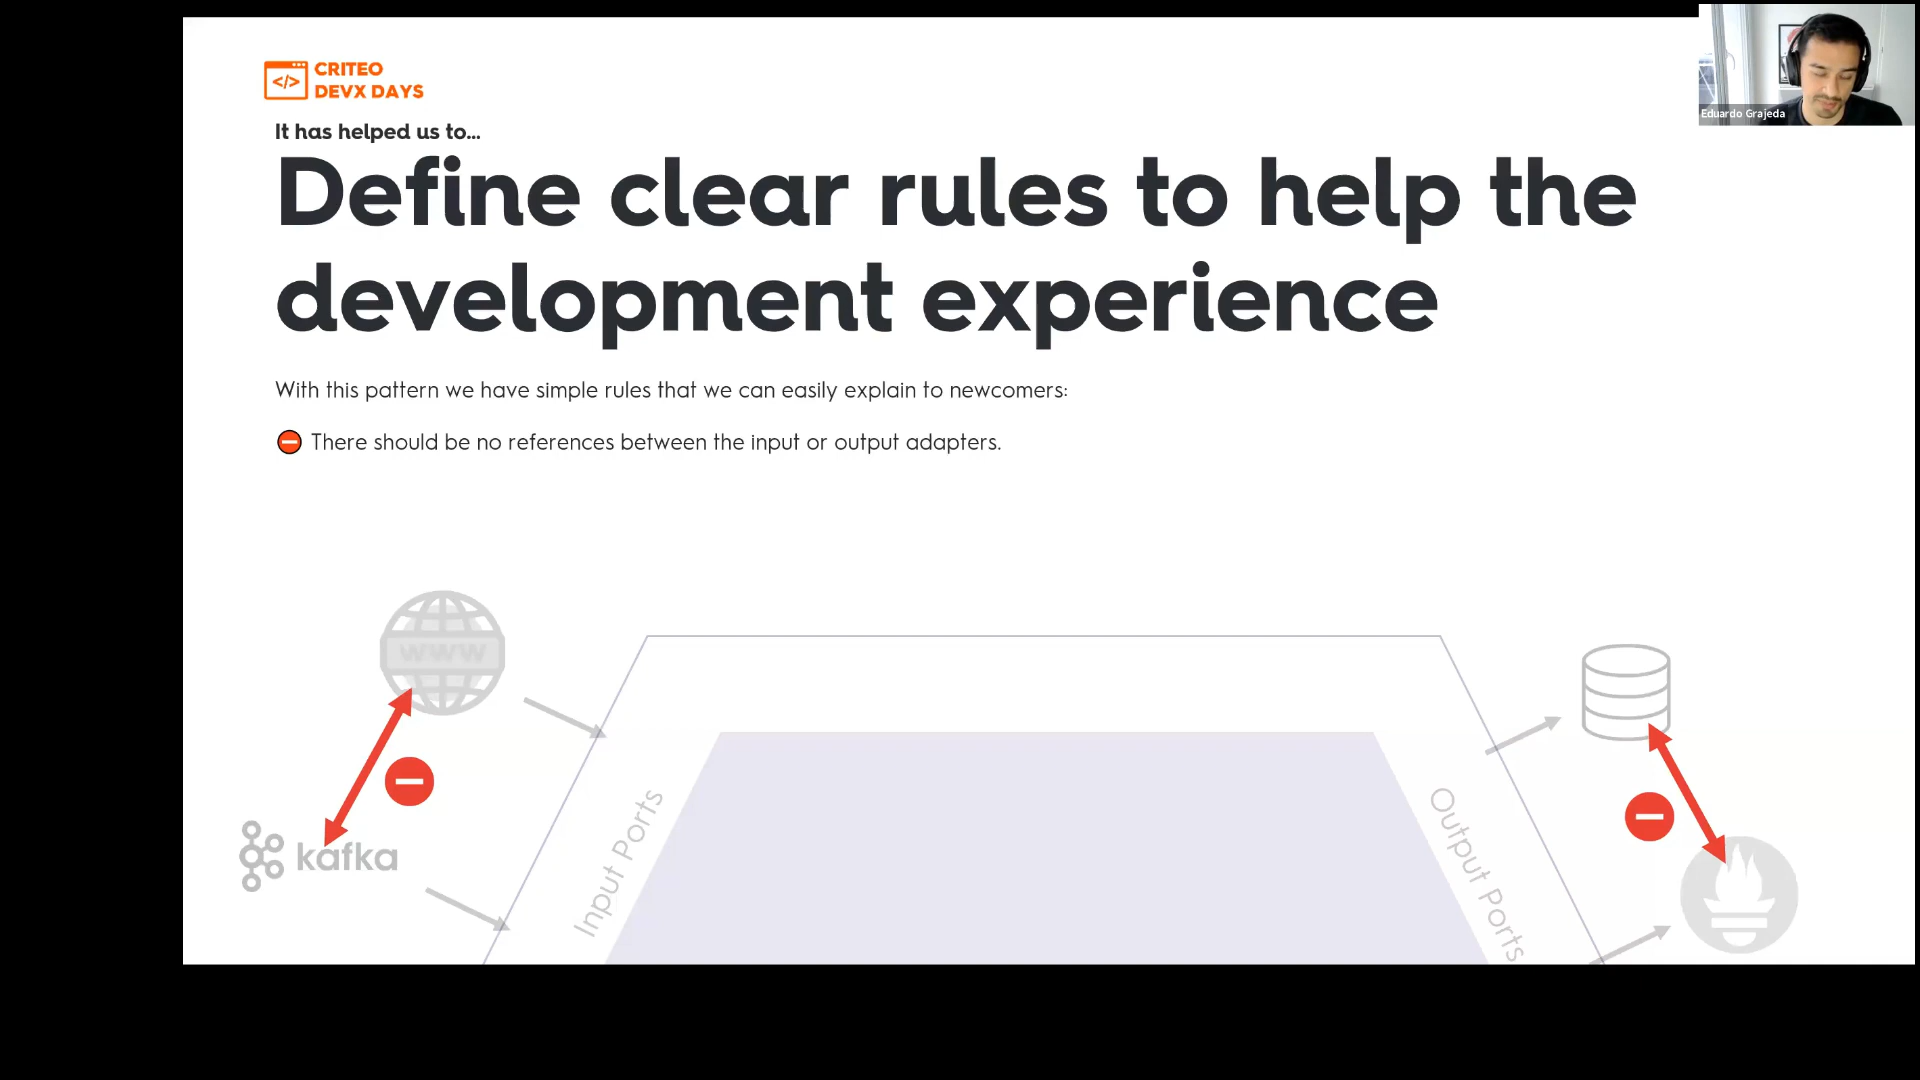 CRITEO
DEVX DAYS
Eduardo Grajeda
It has helped us to...
Define clear rules to help the
development experience
With this pattern we have simple rules that we can easily explain to newcomers:
There should be no references between the input or output adapters.
WWW
kafka
Input Ports
Output Ports